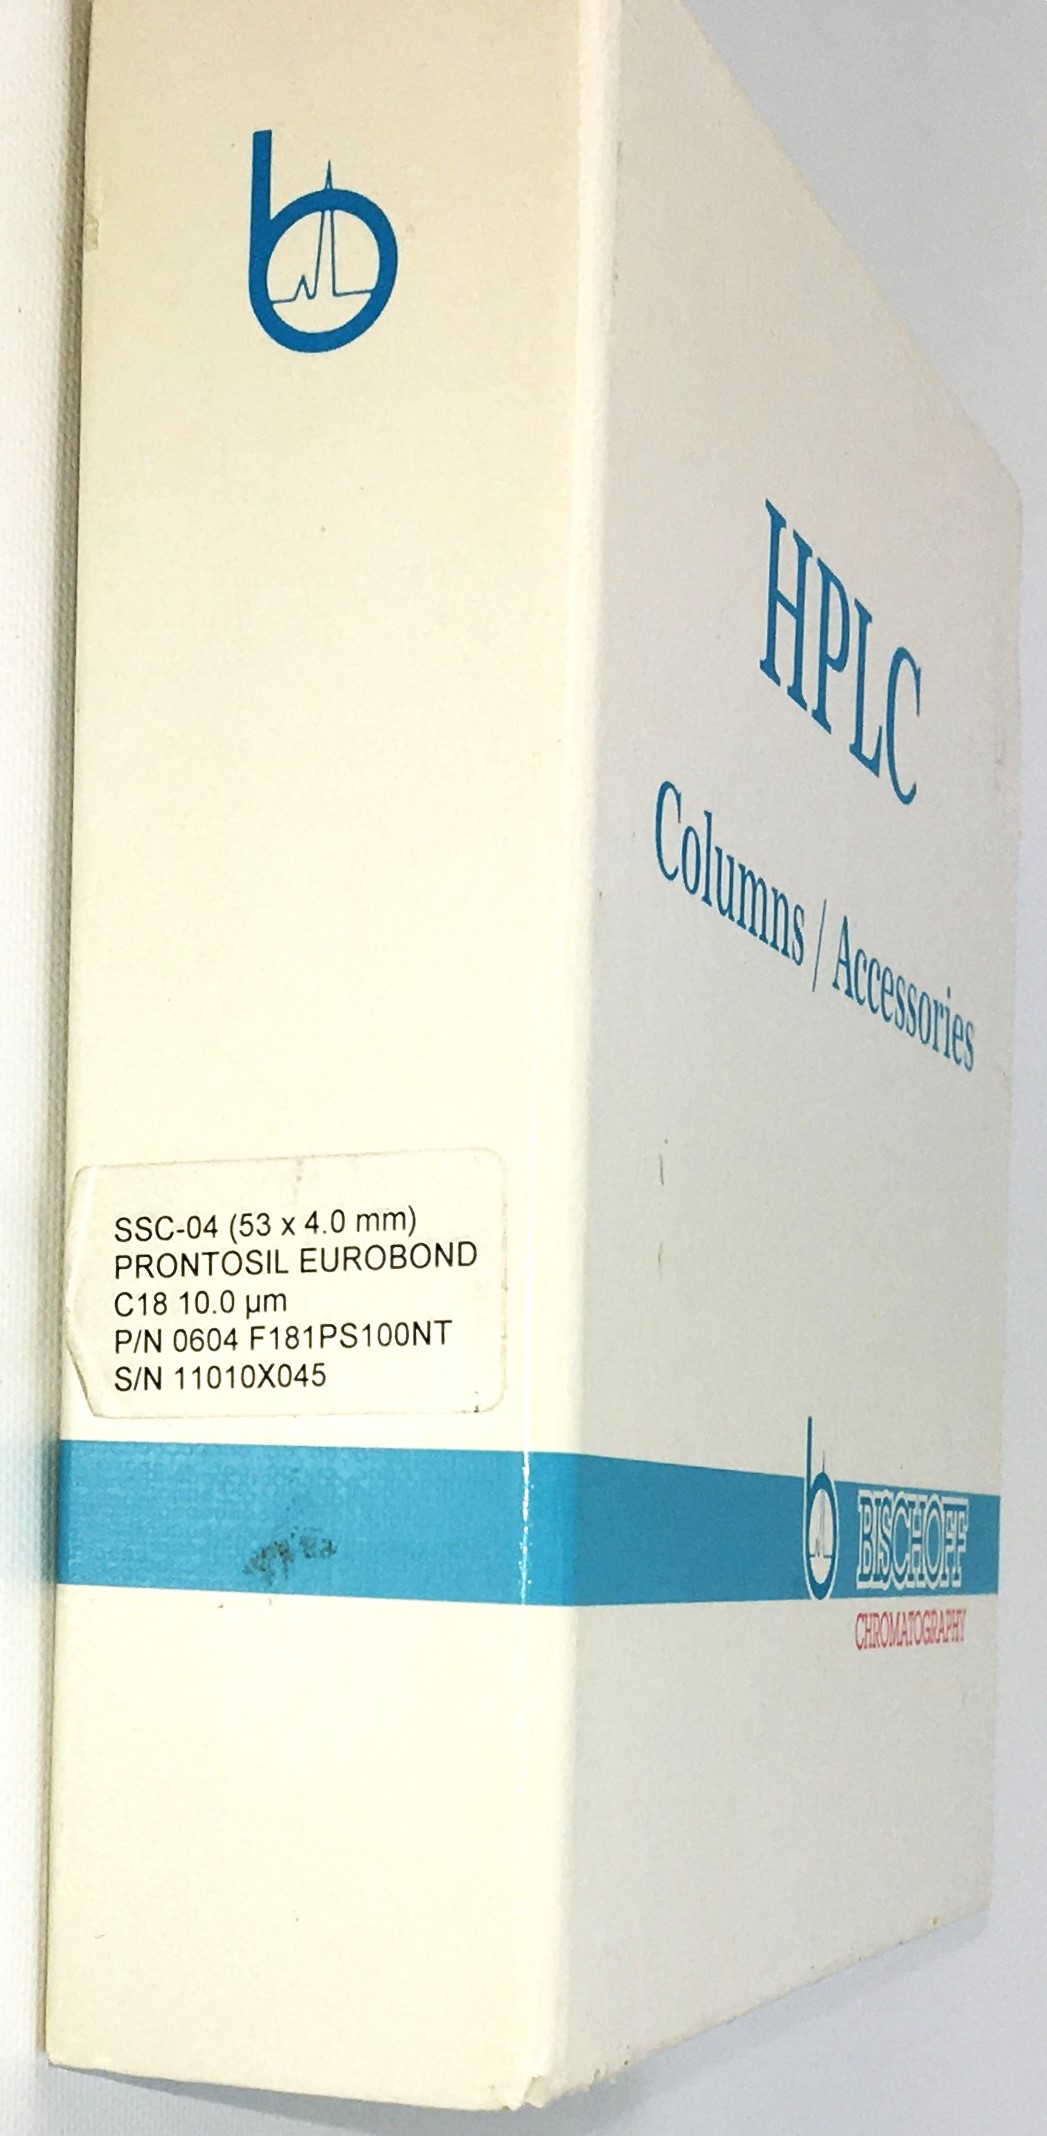 HPLC
Columns / Accessories
SSC-04 (53 x 4.0 mm)
PRONTOSIL EUROBOND
C18 10.0 µm
P/N 0604 F181PS100NT
S/N 11010X045
b BISCHOFF
CHROMATOGRAPHY